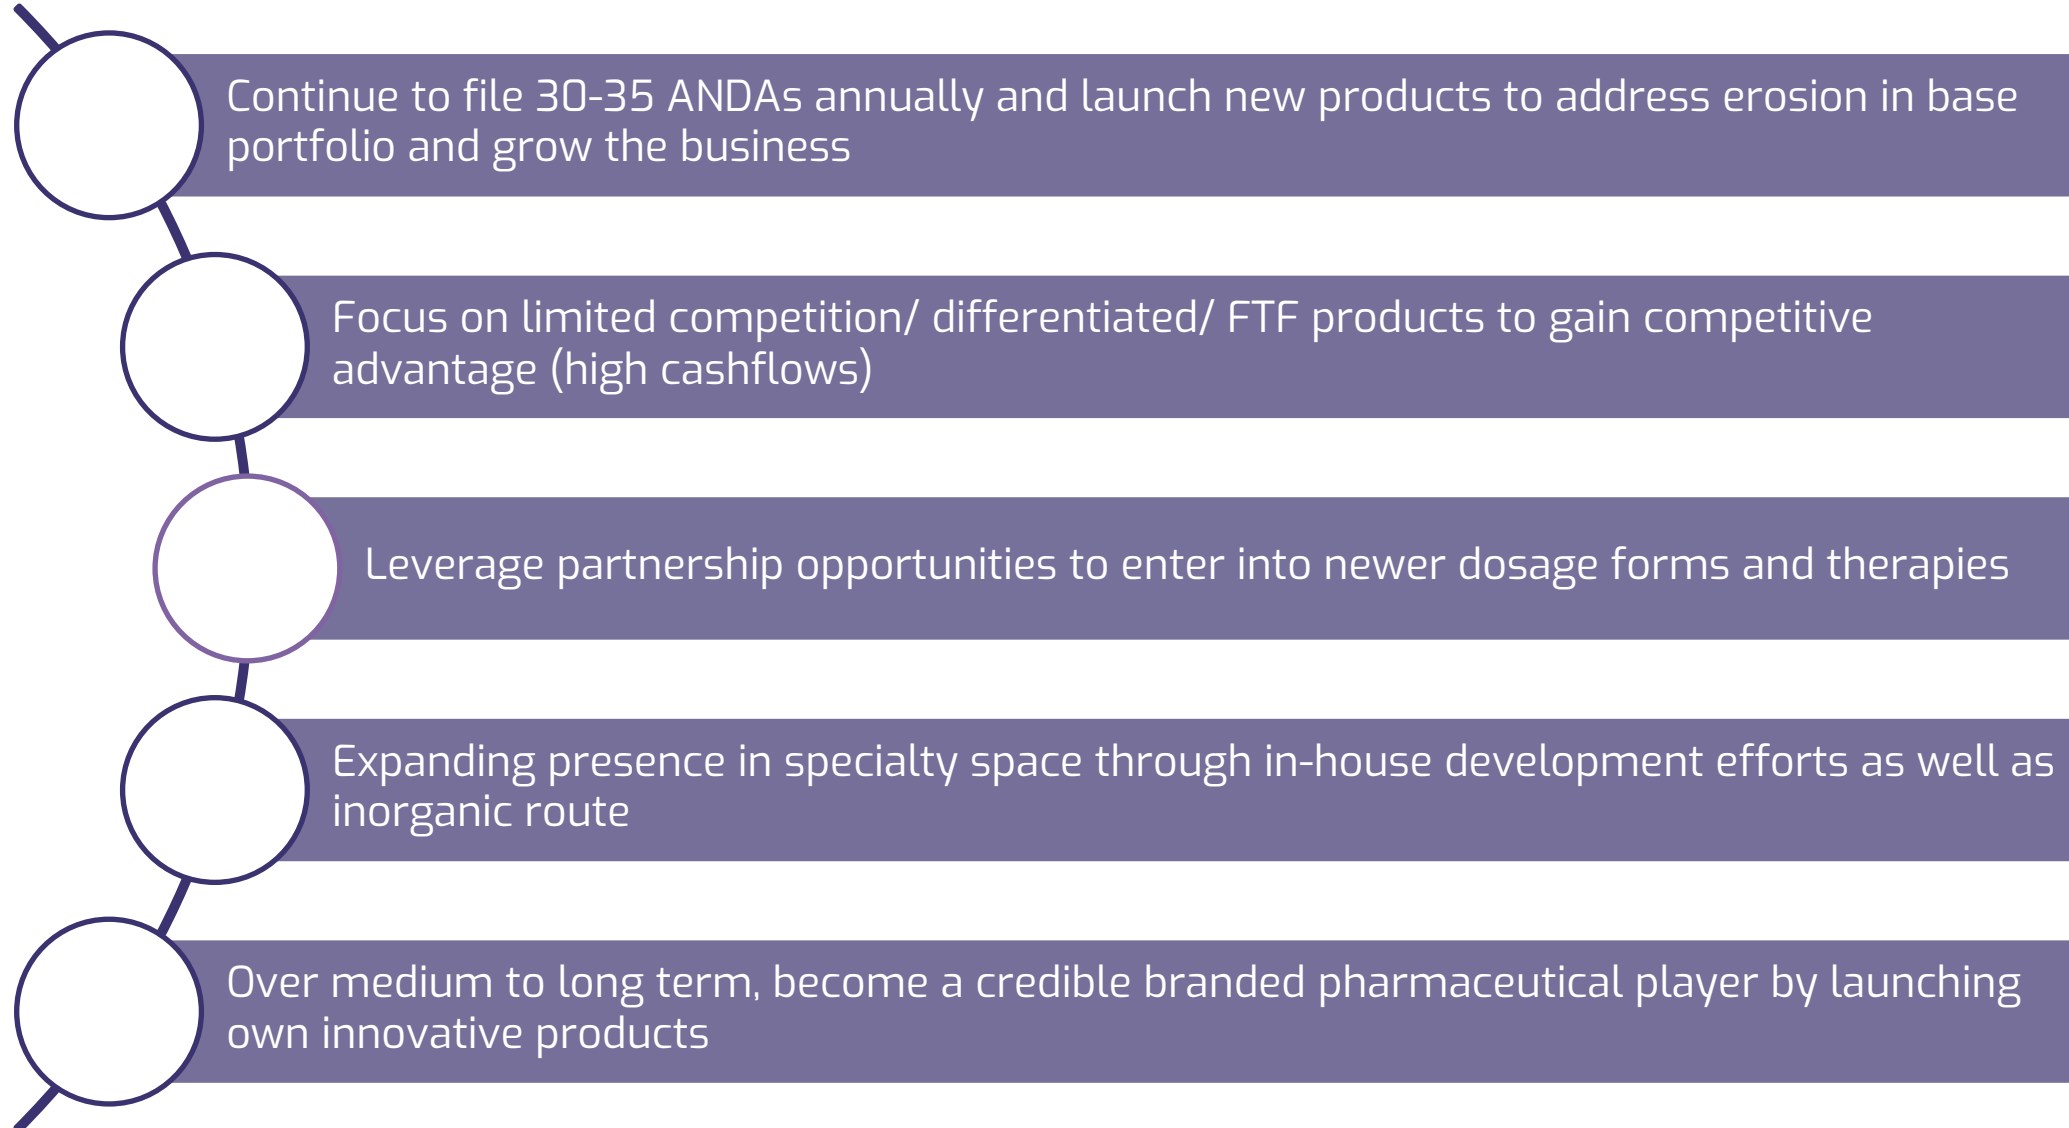 Continue to file 30-35 ANDAs annually and launch new products to address erosion in base
portfolio and grow the business
Focus on limited competition/ differentiated/ FTF products to gain competitive
advantage (high cashflows)
Leverage partnership opportunities to enter into newer dosage forms and therapies
Expanding presence in specialty space through in-house development efforts as well as
inorganic route
Over medium to long term, become a credible branded pharmaceutical player by launching
own innovative products